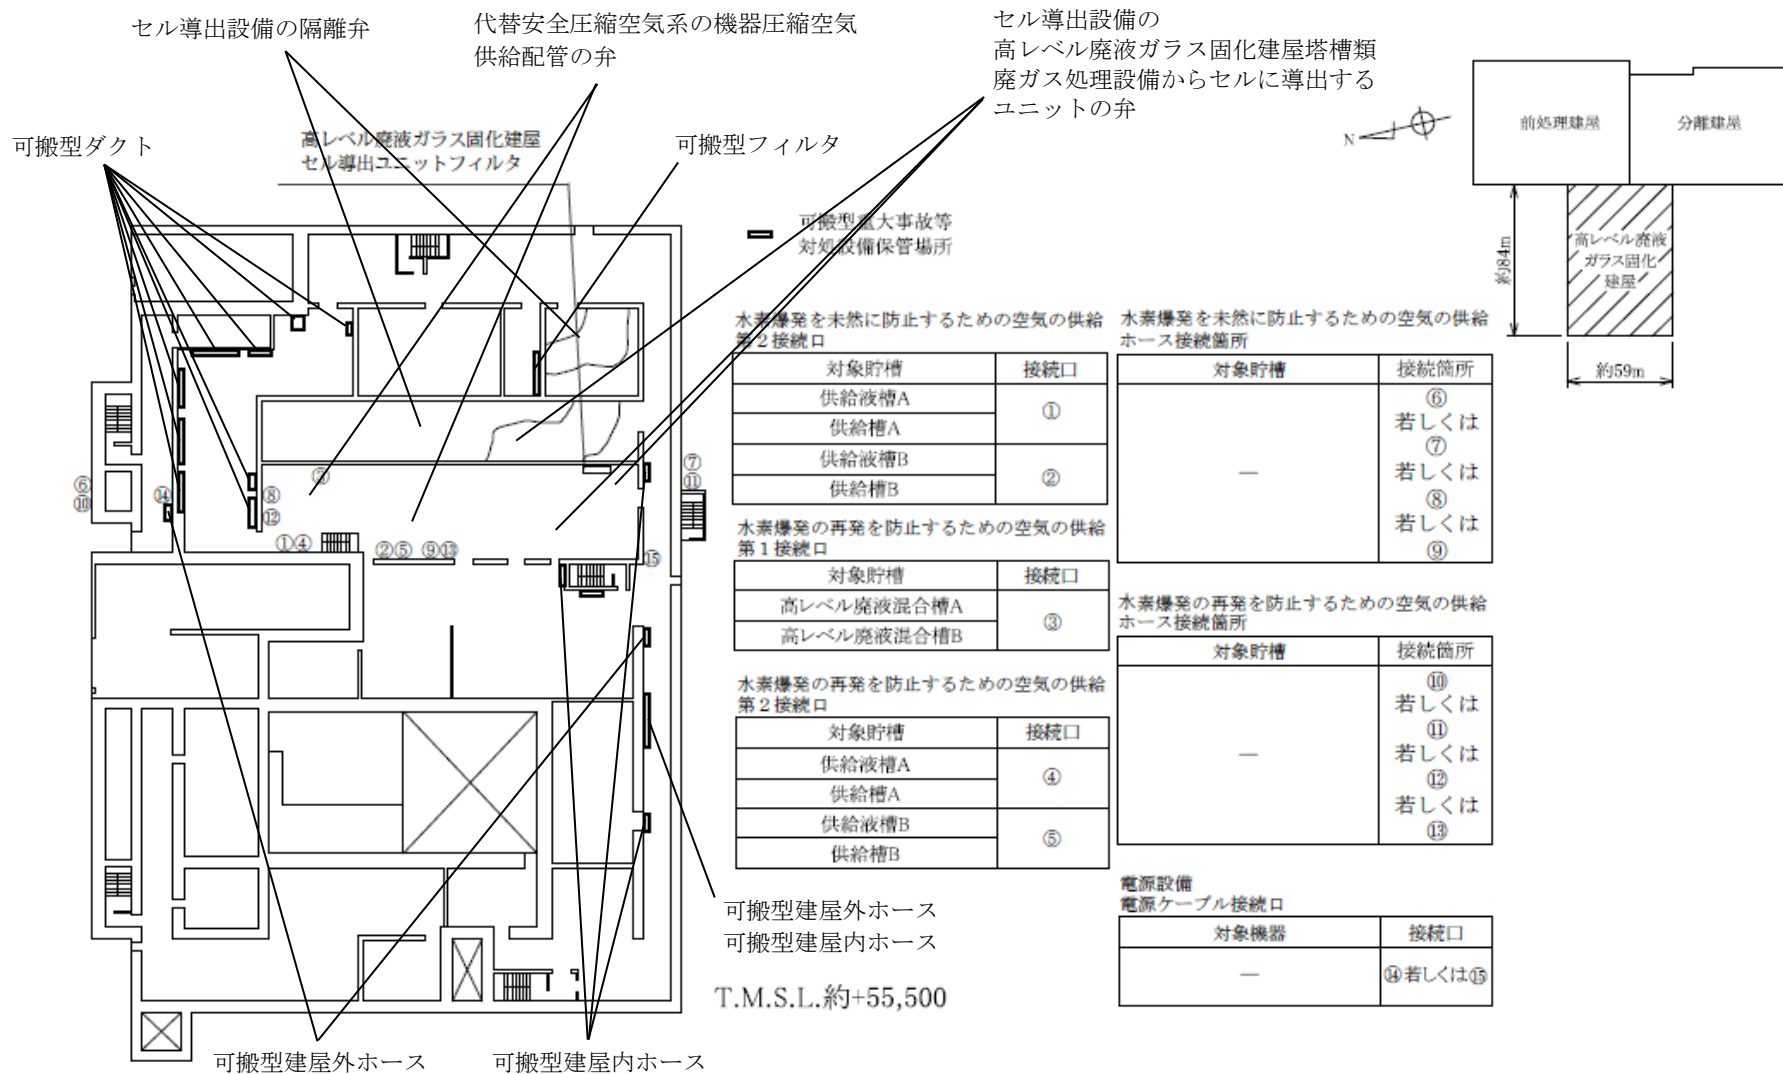 セル導出設備の隔離弁
代替安全圧縮空気系の機器圧縮空気
供給配管の弁
セル導出設備の
高レベル廃液ガラス固化建屋塔槽類
廃ガス処理設備からセルに導出する
ユニットの弁
可搬型ダクト
高レベル廃液ガラス固化建屋
セル導出ユニットフィルタ
可搬型フィルタ
N
前処理建屋
分離建屋
高レベル廃液
ガラス固化
建屋
約84m
約59m
可搬型重大事故等
対処設備保管場所
⑥
⑩
⑭
⑧
⑫
③
⑦
⑪
①④
②⑤
⑨⑬
⑮
水素爆発を未然に防止するための空気の供給
第2接続口
対象貯槽 接続口
供給液槽A ①
供給槽A
供給液槽B ②
供給槽B
水素爆発の再発を防止するための空気の供給
第1接続口
対象貯槽 接続口
高レベル廃液混合槽A ③
高レベル廃液混合槽B
水素爆発の再発を防止するための空気の供給
第2接続口
対象貯槽 接続口
供給液槽A ④
供給槽A
供給液槽B ⑤
供給槽B
水素爆発を未然に防止するための空気の供給
ホース接続箇所
対象貯槽 接続箇所
— ⑥
若しくは
⑦
若しくは
⑧
若しくは
⑨
水素爆発の再発を防止するための空気の供給
ホース接続箇所
対象貯槽 接続箇所
— ⑩
若しくは
⑪
若しくは
⑫
若しくは
⑬
電源設備
電源ケーブル接続口
対象機器 接続口
— ⑭若しくは⑮
可搬型建屋外ホース
可搬型建屋内ホース
T.M.S.L.約+55,500
可搬型建屋外ホース
可搬型建屋内ホース